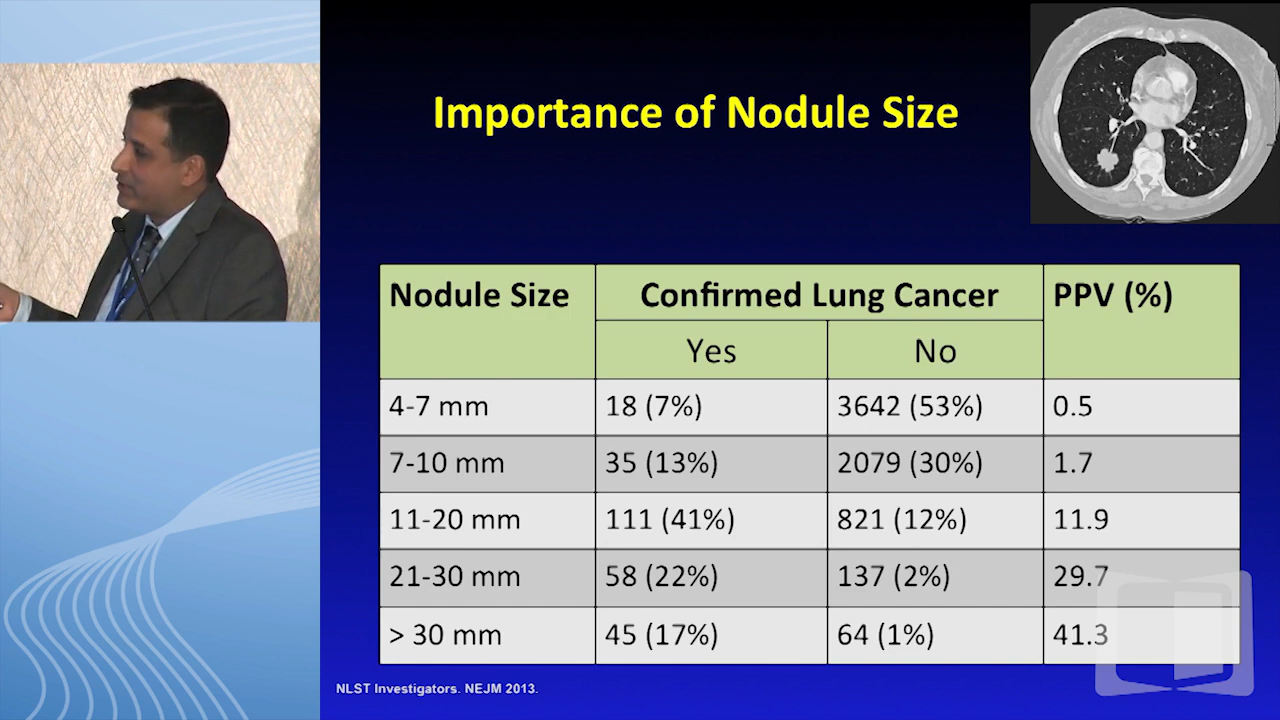 Importance of Nodule Size
Nodule Size Confirmed Lung Cancer PPV (%)
Yes No
4-7 mm 18 (7%) 3642 (53%) 0.5
7-10 mm 35 (13%) 2079 (30%) 1.7
11-20 mm 111 (41%) 821 (12%) 11.9
21-30 mm 58 (22%) 137 (2%) 29.7
> 30 mm 45 (17%) 64 (1%) 41.3
NLST Investigators. NEJM 2013.